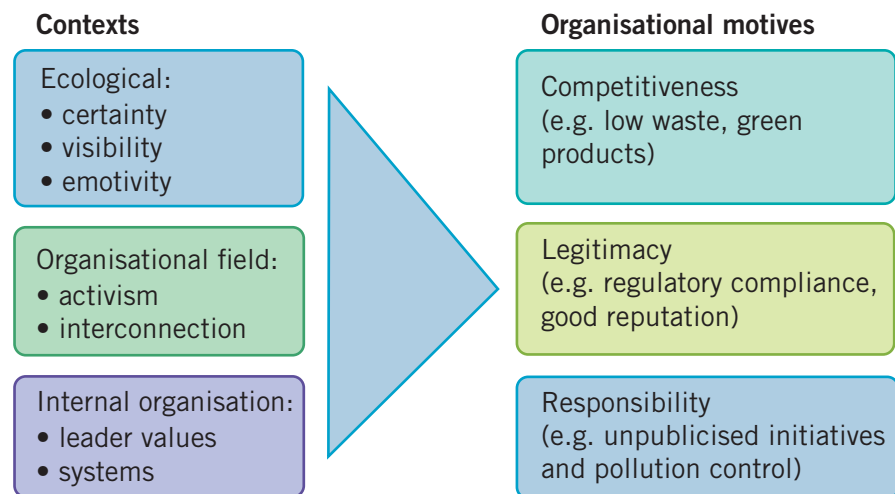 Contexts
Ecological:
• certainty
• visibility
• emotivity
Organisational field:
• activism
• interconnection
Internal organisation:
• leader values
• systems
Organisational motives
Competitiveness
(e.g. low waste, green
products)
Legitimacy
(e.g. regulatory compliance,
good reputation)
Responsibility
(e.g. unpublicised initiatives
and pollution control)